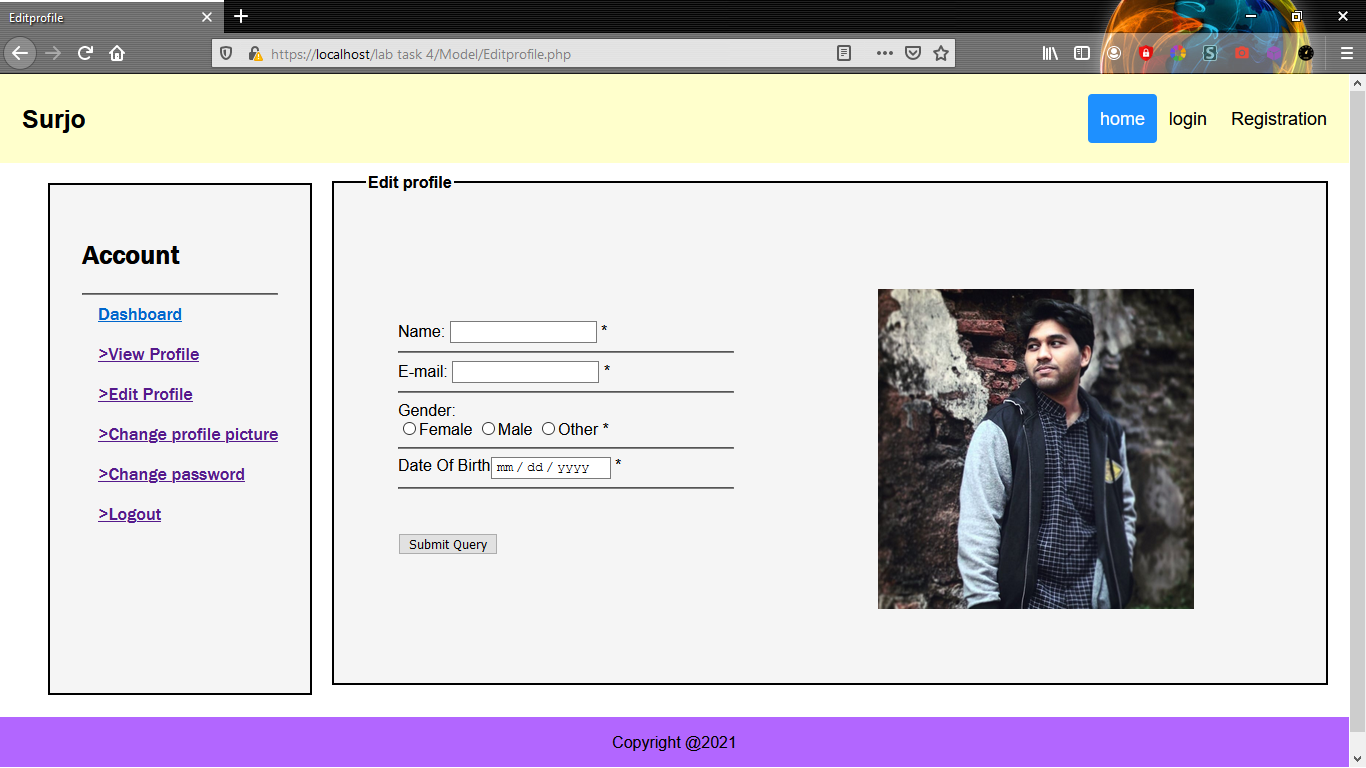 Editprofile
https://localhost/lab task 4/Model/Editprofile.php
Surjo
home login Registration
Account
Dashboard
>View Profile
>Edit Profile
>Change profile picture
>Change password
>Logout
Edit profile
Name: *
E-mail: *
Gender:
Female Male Other *
Date Of Birth mm / dd / yyyy *
Submit Query
Copyright @2021